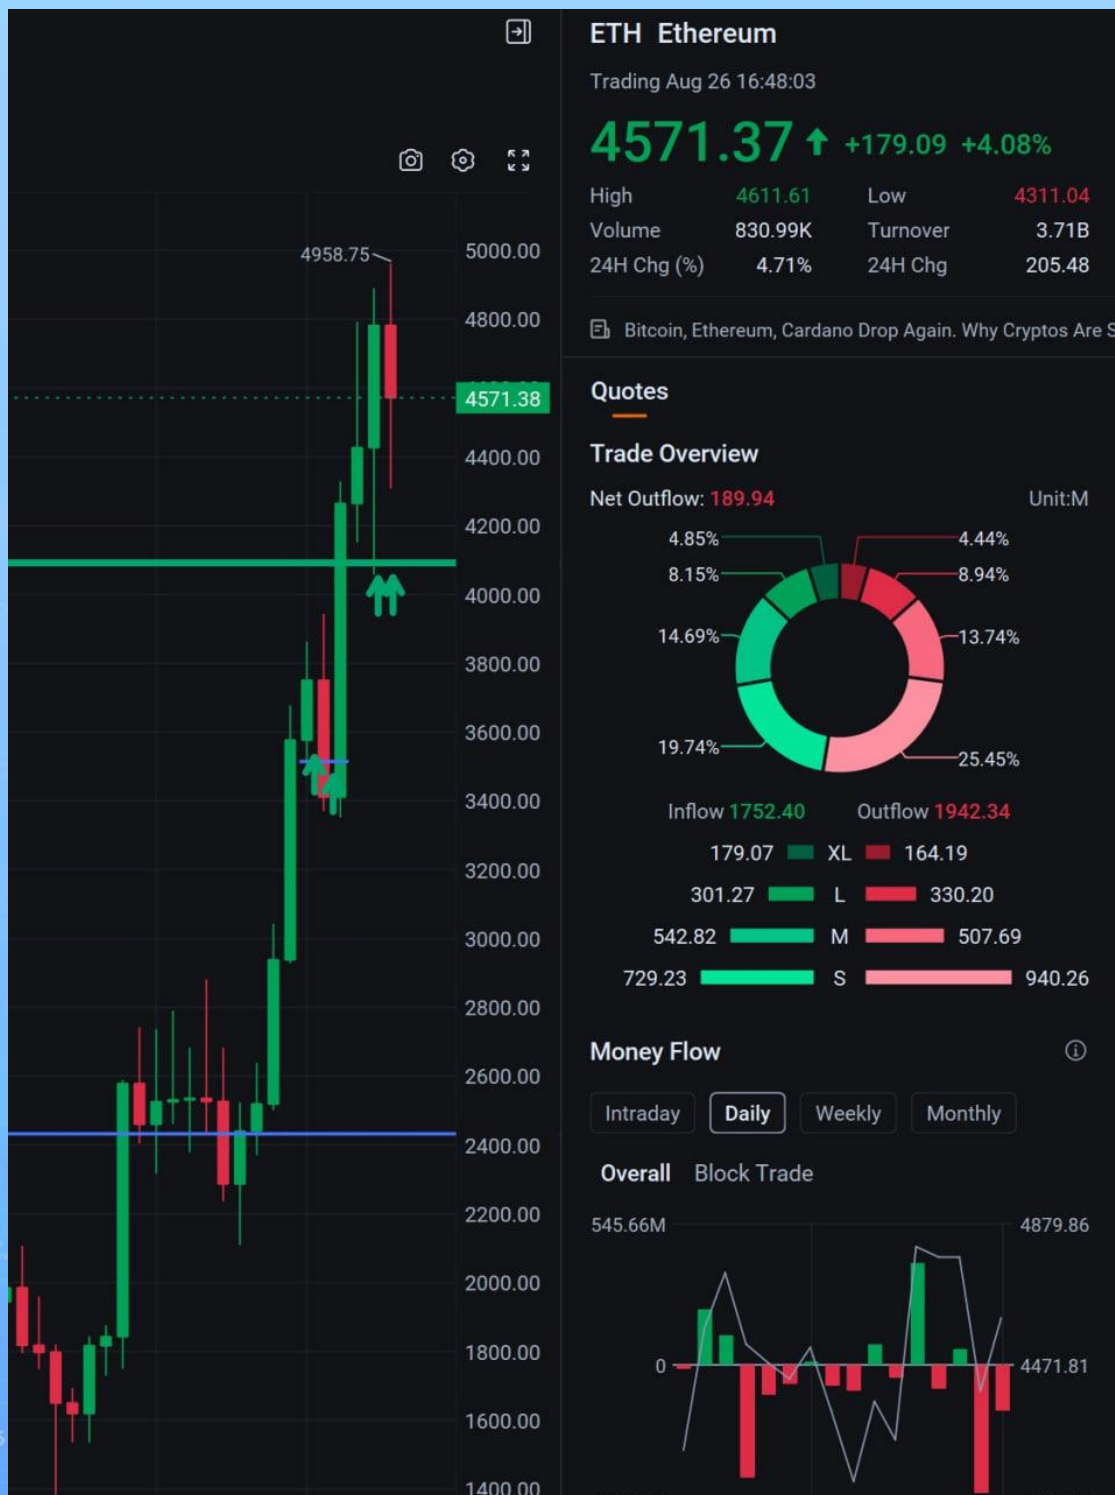 ETH Ethereum
Trading Aug 26 16:48:03
4571.37 +179.09 +4.08%
High 4611.61 Low 4311.04
Volume 830.99K Turnover 3.71B
24H Chg (%) 4.71% 24H Chg 205.48
Bitcoin, Ethereum, Cardano Drop Again. Why Cryptos Are S
4958.75
5000.00
4800.00
4571.38
4400.00
4200.00
4000.00
3800.00
3600.00
3400.00
3200.00
3000.00
2800.00
2600.00
2400.00
2200.00
2000.00
1800.00
1600.00
1400.00
Quotes
Trade Overview
Net Outflow: 189.94 Unit:M
4.85% 4.44%
8.15% 8.94%
14.69% 13.74%
19.74% 25.45%
Inflow 1752.40 Outflow 1942.34
179.07 XL 164.19
301.27 L 330.20
542.82 M 507.69
729.23 S 940.26
Money Flow
Intraday Daily Weekly Monthly
Overall Block Trade
545.66M 4879.86
0 4471.81